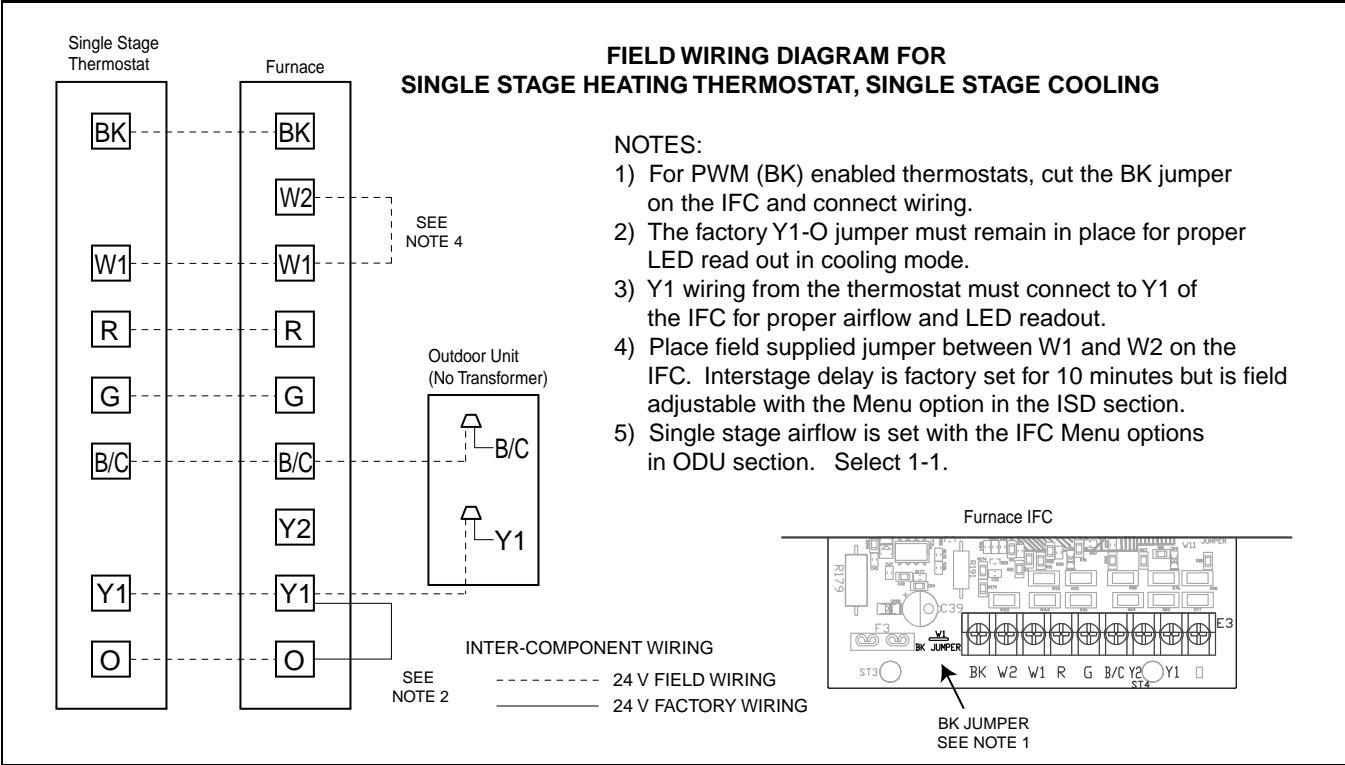 Single Stage
Thermostat
Furnace
FIELD WIRING DIAGRAM FOR
SINGLE STAGE HEATING THERMOSTAT, SINGLE STAGE COOLING
BK
BK
W2
SEE
NOTE 4
W1
W1
R
R
G
G
B/C
B/C
Y2
Y1
Y1
O
O
SEE
NOTE 2
Outdoor Unit
(No Transformer)
B/C
Y1
NOTES:
1) For PWM (BK) enabled thermostats, cut the BK jumper
on the IFC and connect wiring.
2) The factory Y1-O jumper must remain in place for proper
LED read out in cooling mode.
3) Y1 wiring from the thermostat must connect to Y1 of
the IFC for proper airflow and LED readout.
4) Place field supplied jumper between W1 and W2 on the
IFC. Interstage delay is factory set for 10 minutes but is field
adjustable with the Menu option in the ISD section.
5) Single stage airflow is set with the IFC Menu options
in ODU section. Select 1-1.
INTER-COMPONENT WIRING
24 V FIELD WIRING
24 V FACTORY WIRING
Furnace IFC
W11 JUMPER
R179
R191
C39
F3
W1
BK JUMPER
E3
ST3
BK W2 W1 R G B/C Y2 Y1
ST4
BK JUMPER
SEE NOTE 1